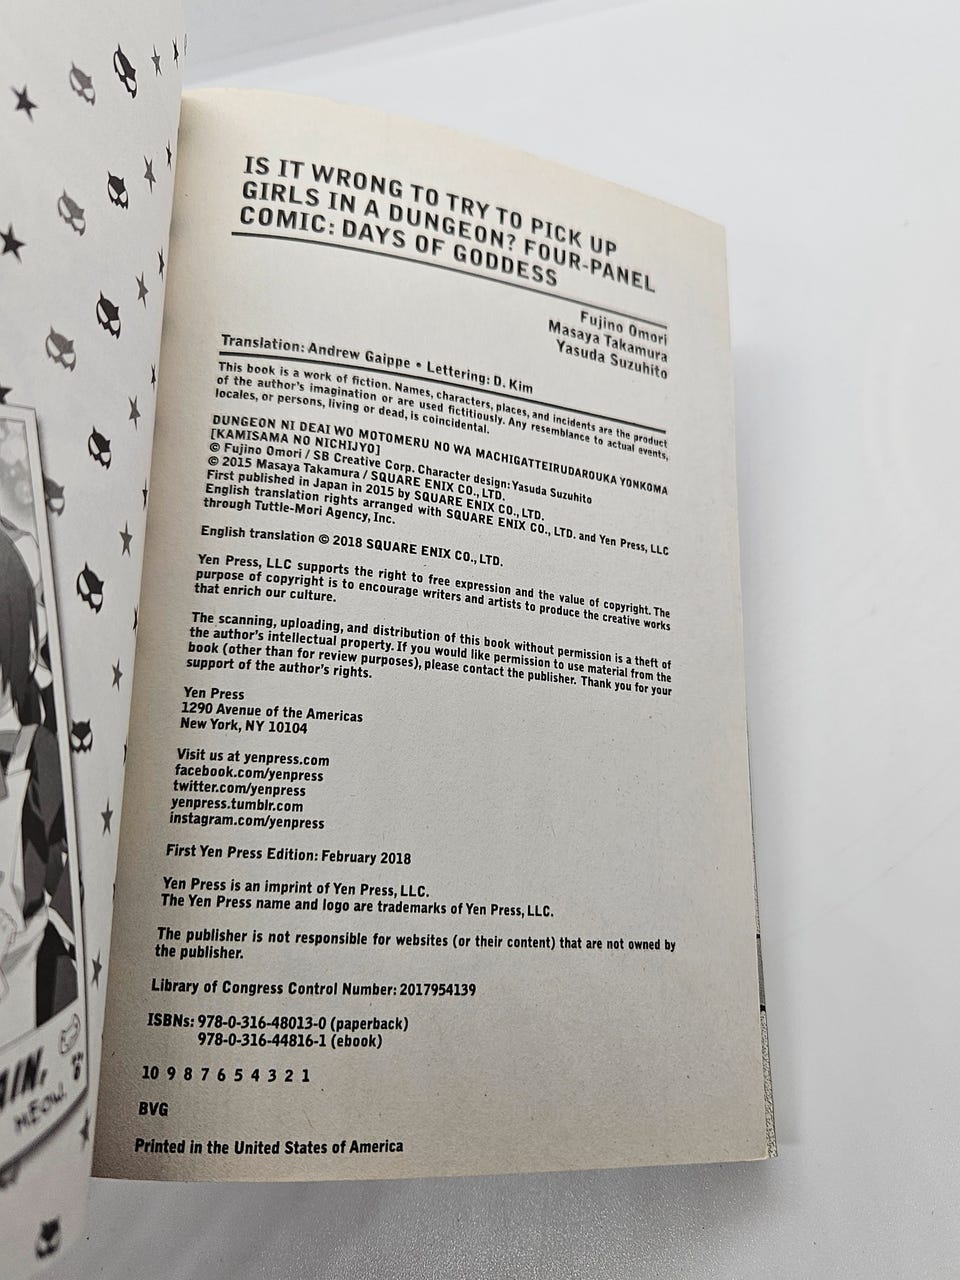 IS IT WRONG TO TRY TO PICK UP
GIRLS IN A DUNGEON? FOUR-PANEL
COMIC: DAYS OF GODDESS
Fujino Omori
Masaya Takamura
Yasuda Suzuhito
Translation: Andrew Gaippe • Lettering: D. Kim
This book is a work of fiction. Names, characters, places, and incidents are the product
of the author's imagination or are used fictitiously. Any resemblance to actual events,
locales, or persons, living or dead, is coincidental.
DUNGEON NI DEAI WO MOTOMERU NO WA MACHIGATTEIRUDAROUKA YONKOMA
[KAMISAMA NO NICHIJYO]
© Fujino Omori / SB Creative Corp. Character design: Yasuda Suzuhito
© 2015 Masaya Takamura / SQUARE ENIX CO., LTD.
First published in Japan in 2015 by SQUARE ENIX CO., LTD.
English translation rights arranged with SQUARE ENIX CO., LTD. and Yen Press, LLC
through Tuttle-Mori Agency, Inc.
English translation © 2018 SQUARE ENIX CO., LTD.
Yen Press, LLC supports the right to free expression and the value of copyright. The
purpose of copyright is to encourage writers and artists to produce the creative works
that enrich our culture.
The scanning, uploading, and distribution of this book without permission is a theft of
the author's intellectual property. If you would like permission to use material from the
book (other than for review purposes), please contact the publisher. Thank you for your
support of the author's rights.
Yen Press
1290 Avenue of the Americas
New York, NY 10104
Visit us at yenpress.com
facebook.com/yenpress
twitter.com/yenpress
yenpress.tumblr.com
instagram.com/yenpress
First Yen Press Edition: February 2018
Yen Press is an imprint of Yen Press, LLC.
The Yen Press name and logo are trademarks of Yen Press, LLC.
The publisher is not responsible for websites (or their content) that are not owned by
the publisher.
Library of Congress Control Number: 2017954139
ISBNs: 978-0-316-48013-0 (paperback)
978-0-316-44816-1 (ebook)
10 9 8 7 6 5 4 3 2 1
BVG
Printed in the United States of America
MEOW!